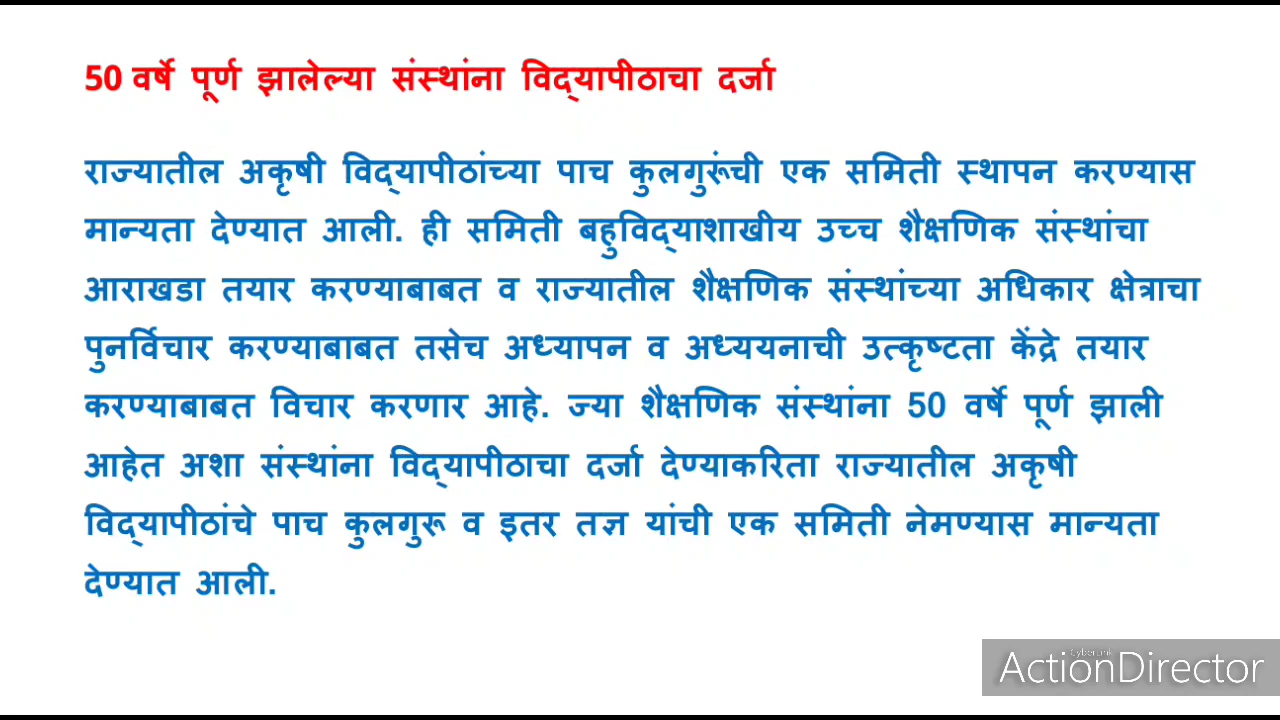 50 वर्षे पूर्ण झालेल्या संस्थांना विद्यापीठाचा दर्जा
राज्यातील अकृषी विद्यापीठांच्या पाच कुलगुरूंची एक समिती स्थापन करण्यास
मान्यता देण्यात आली. ही समिती बहुविद्याशाखीय उच्च शैक्षणिक संस्थांचा
आराखडा तयार करण्याबाबत व राज्यातील शैक्षणिक संस्थांच्या अधिकार क्षेत्राचा
पुनर्विचार करण्याबाबत तसेच अध्यापन व अध्ययनाची उत्कृष्टता केंद्रे तयार
करण्याबाबत विचार करणार आहे. ज्या शैक्षणिक संस्थांना 50 वर्षे पूर्ण झाली
आहेत अशा संस्थांना विद्यापीठाचा दर्जा देण्याकरिता राज्यातील अकृषी
विद्यापीठांचे पाच कुलगुरू व इतर तज्ञ यांची एक समिती नेमण्यास मान्यता
देण्यात आली.
CyberLink
ActionDirector